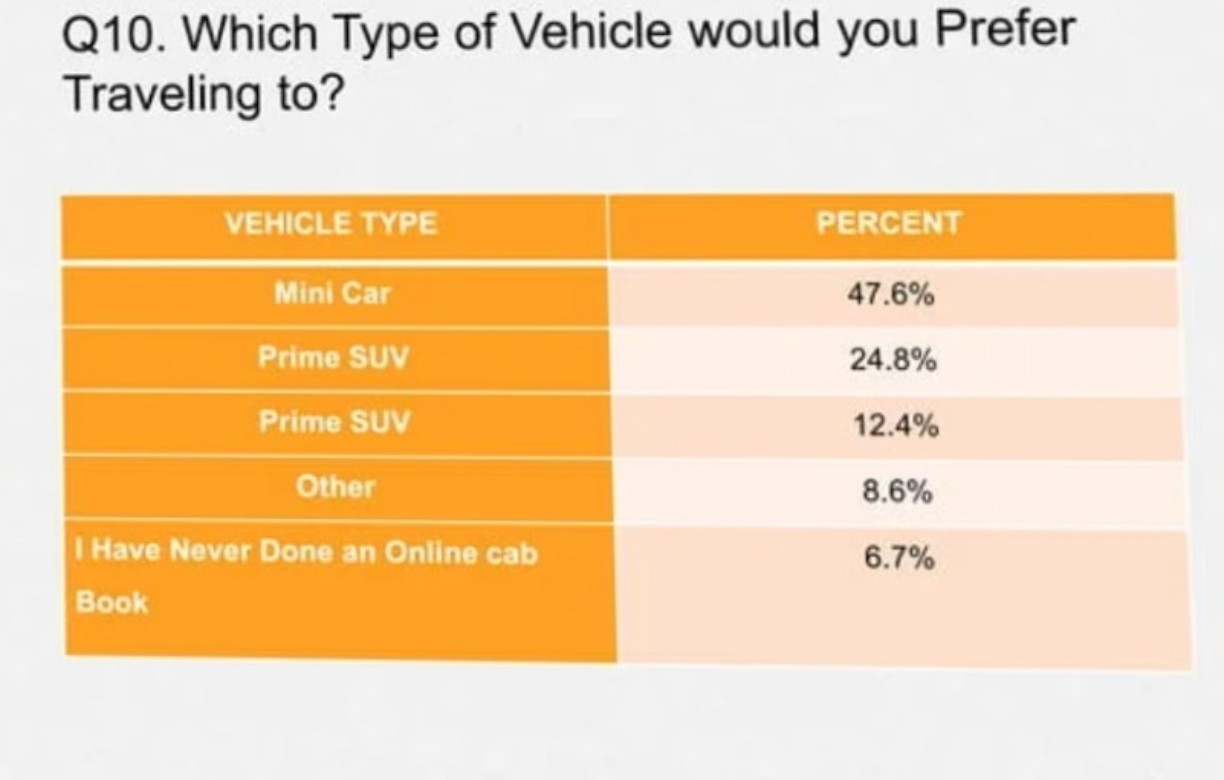 Q10. Which Type of Vehicle would you Prefer
Traveling to?
VEHICLE TYPE PERCENT
Mini Car 47.6%
Prime SUV 24.8%
Prime SUV 12.4%
Other 8.6%
I Have Never Done an Online cab 6.7%
Book